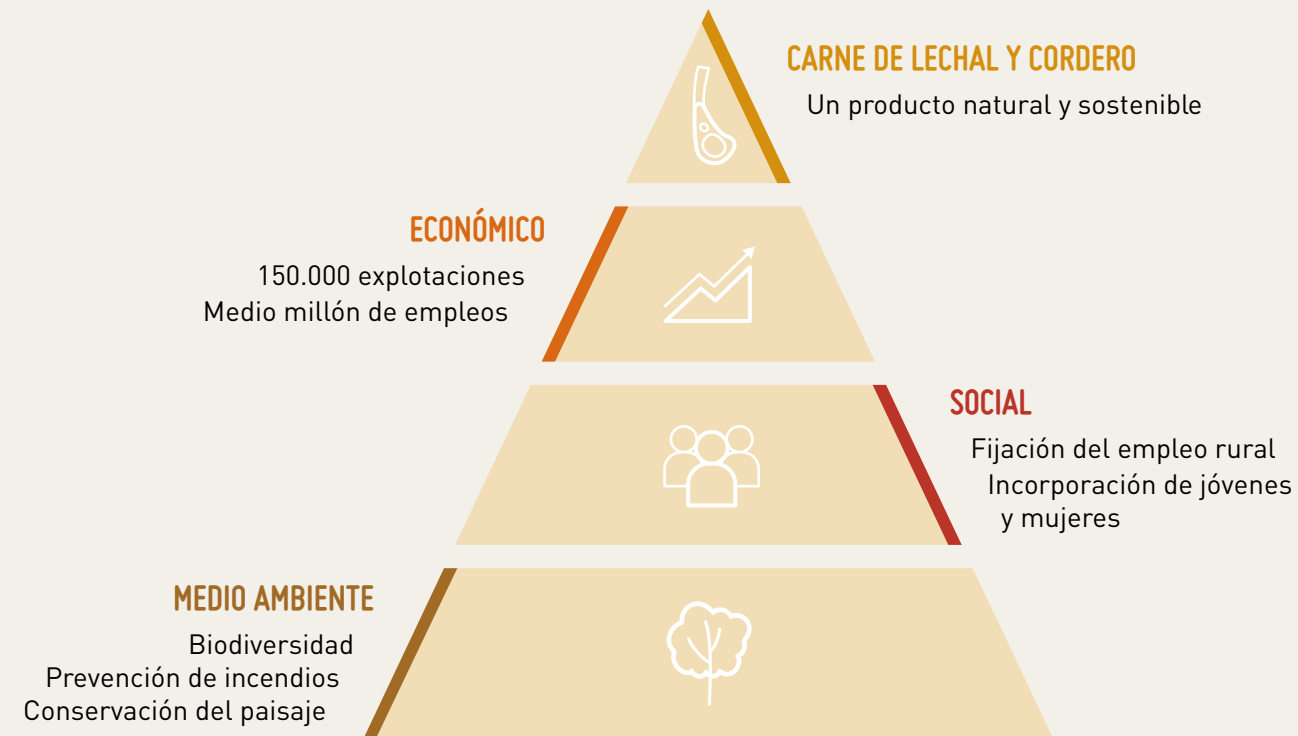 CARNE DE LECHAL Y CORDERO
Un producto natural y sostenible
ECONÓMICO
150.000 explotaciones
Medio millón de empleos
SOCIAL
Fijación del empleo rural
Incorporación de jóvenes
y mujeres
MEDIO AMBIENTE
Biodiversidad
Prevención de incendios
Conservación del paisaje